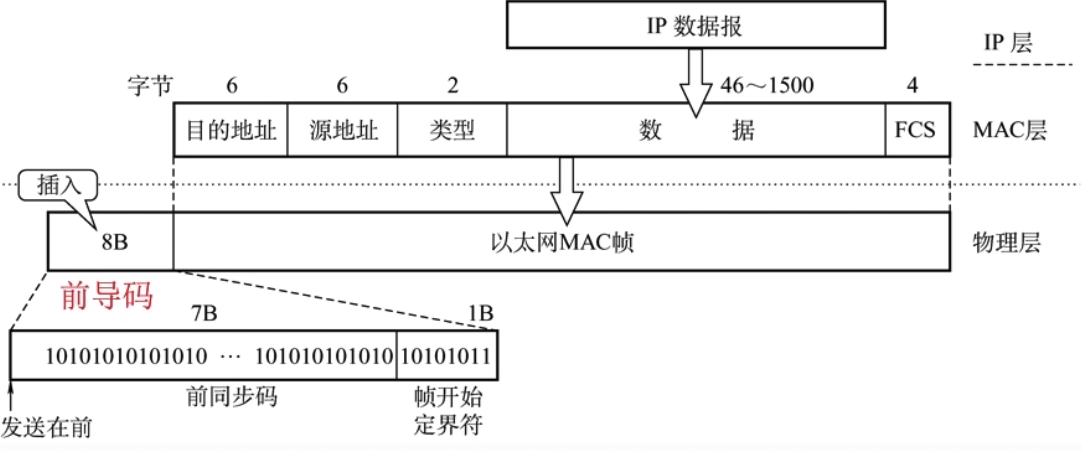 IP 数据报
IP 层
字节 6 6 2 46～1500 4
目的地址 源地址 类型 数 据 FCS MAC层
插入
8B 以太网MAC帧 物理层
前导码
7B 1B
10101010101010 ··· 101010101010 10101011
前同步码 帧开始
定界符
发送在前